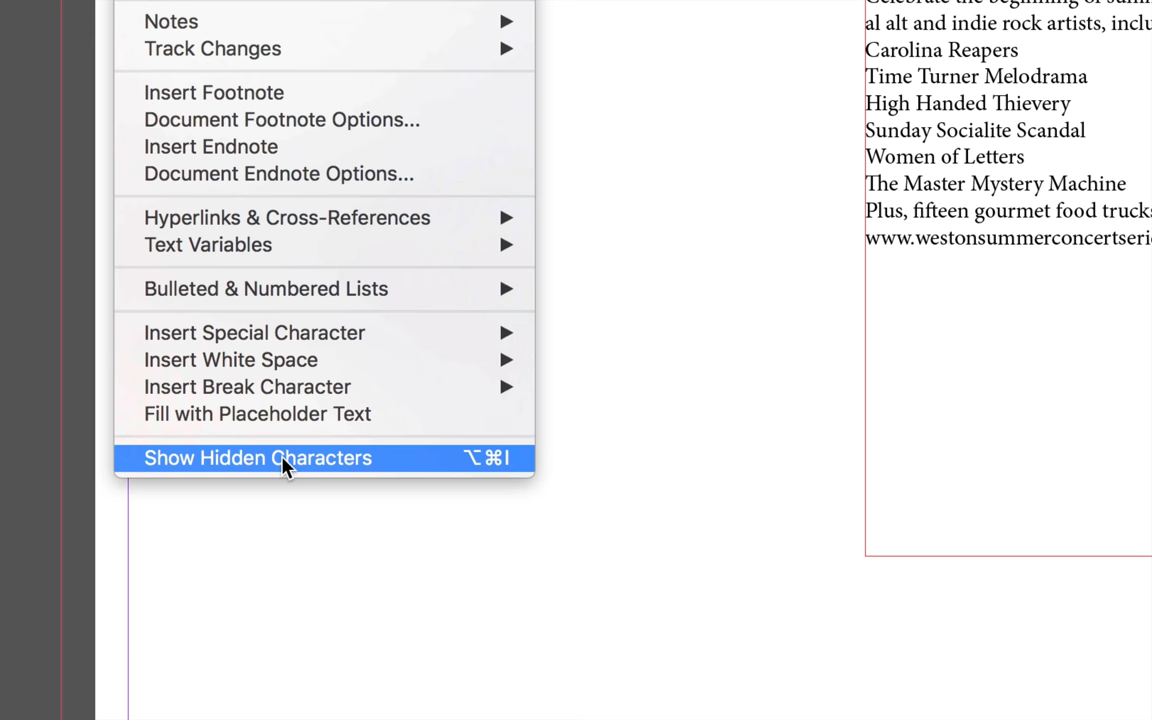 Notes
Track Changes
Insert Footnote
Document Footnote Options...
Insert Endnote
Document Endnote Options...
Hyperlinks & Cross-References
Text Variables
Bulleted & Numbered Lists
Insert Special Character
Insert White Space
Insert Break Character
Fill with Placeholder Text
Show Hidden Characters ⌥⌘I
al alt and indie rock artists,
Carolina Reapers
Time Turner Melodrama
High Handed Thievery
Sunday Socialite Scandal
Women of Letters
The Master Mystery Machine
Plus, fifteen gourmet food truck
www.westonsummerconcertseri